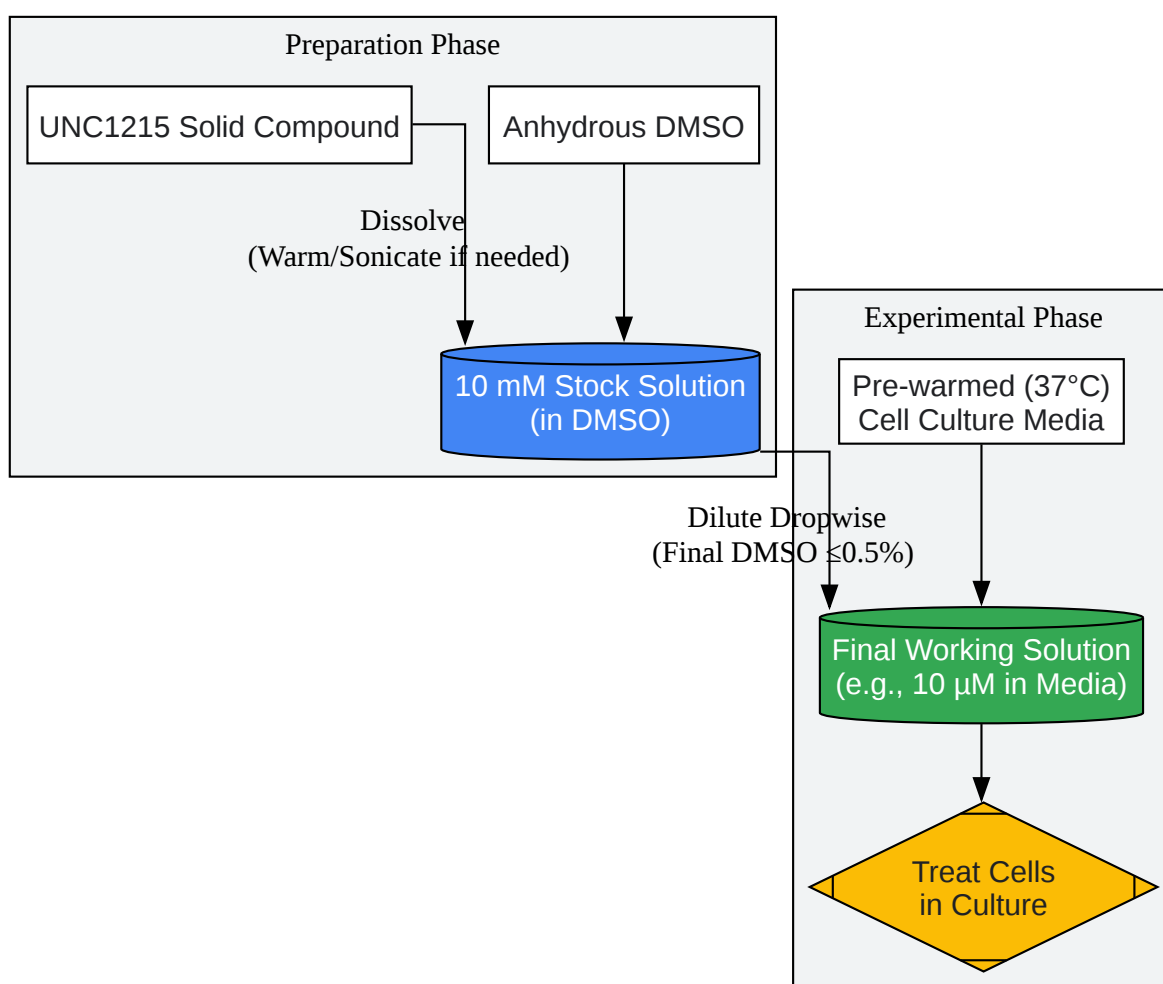 Preparation Phase
UNC1215 Solid Compound
Anhydrous DMSO
Dissolve
(Warm/Sonicate if needed)
10 mM Stock Solution
(in DMSO)
Experimental Phase
Pre-warmed (37°C)
Cell Culture Media
Dilute Dropwise
(Final DMSO ≤0.5%)
Final Working Solution
(e.g., 10 µM in Media)
Treat Cells
in Culture